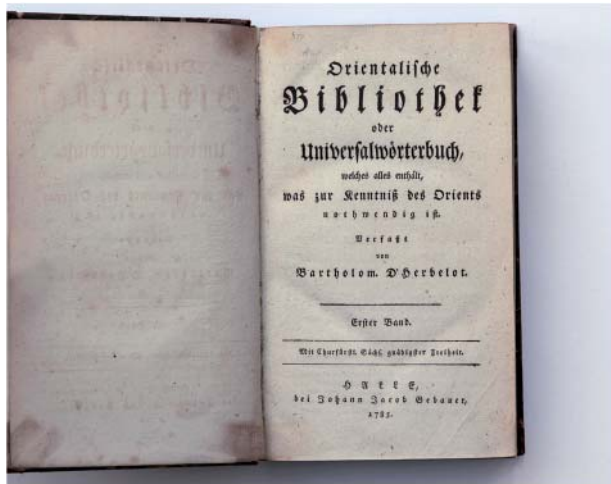 Orientalische
Bibliothek
oder
Universalwörterbuch,
welches alles enthält,
was zur Kenntniß des Orients
nothwendig ist.
Verfaßt
von
Bartholom. D'Herbelot.
Erster Band.
Mit Churfürstl. Sächs. gnädigster Freiheit.
HALLE,
bei Johann Jacob Gebauer,